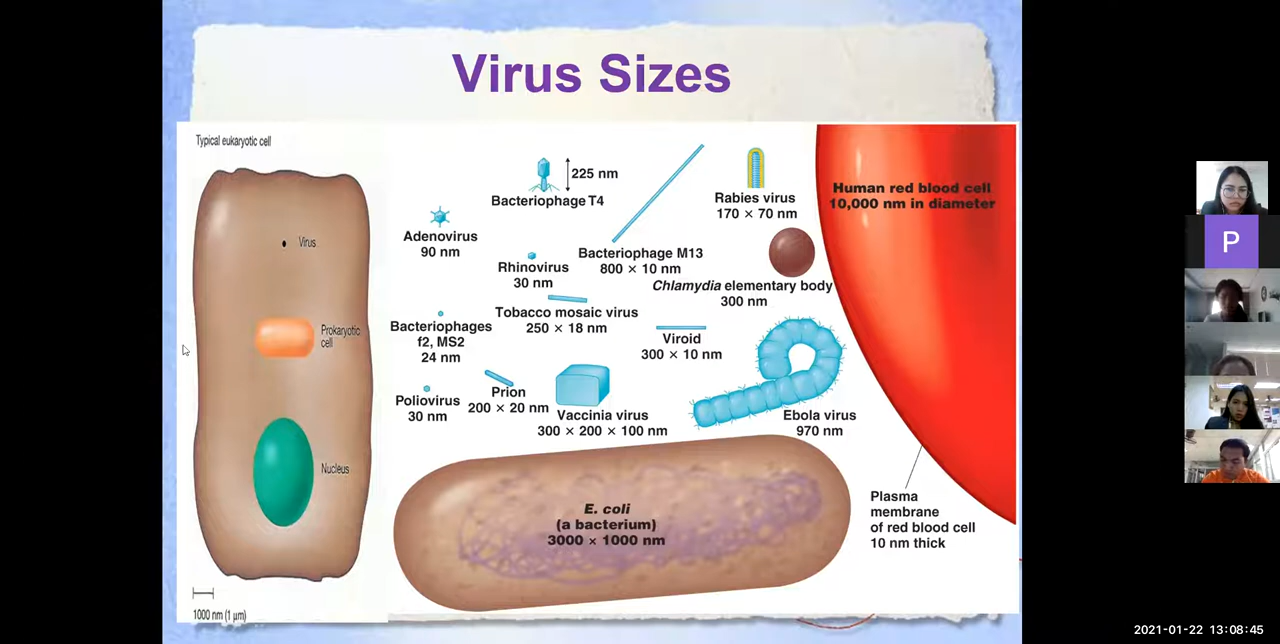 Virus Sizes
Typical eukaryotic cell
Virus
Prokaryotic
cell
Nucleus
1000 nm (1 μm)
225 nm
Bacteriophage T4
Adenovirus
90 nm
Rhinovirus
30 nm
Bacteriophage M13
800 × 10 nm
Rabies virus
170 × 70 nm
Human red blood cell
10,000 nm in diameter
Chlamydia elementary body
300 nm
Tobacco mosaic virus
250 × 18 nm
Bacteriophages
f2, MS2
24 nm
Viroid
300 × 10 nm
Poliovirus
30 nm
Prion
200 × 20 nm
Vaccinia virus
300 × 200 × 100 nm
Ebola virus
970 nm
E. coli
(a bacterium)
3000 × 1000 nm
Plasma
membrane
of red blood cell
10 nm thick
P
2021-01-22 13:08:45